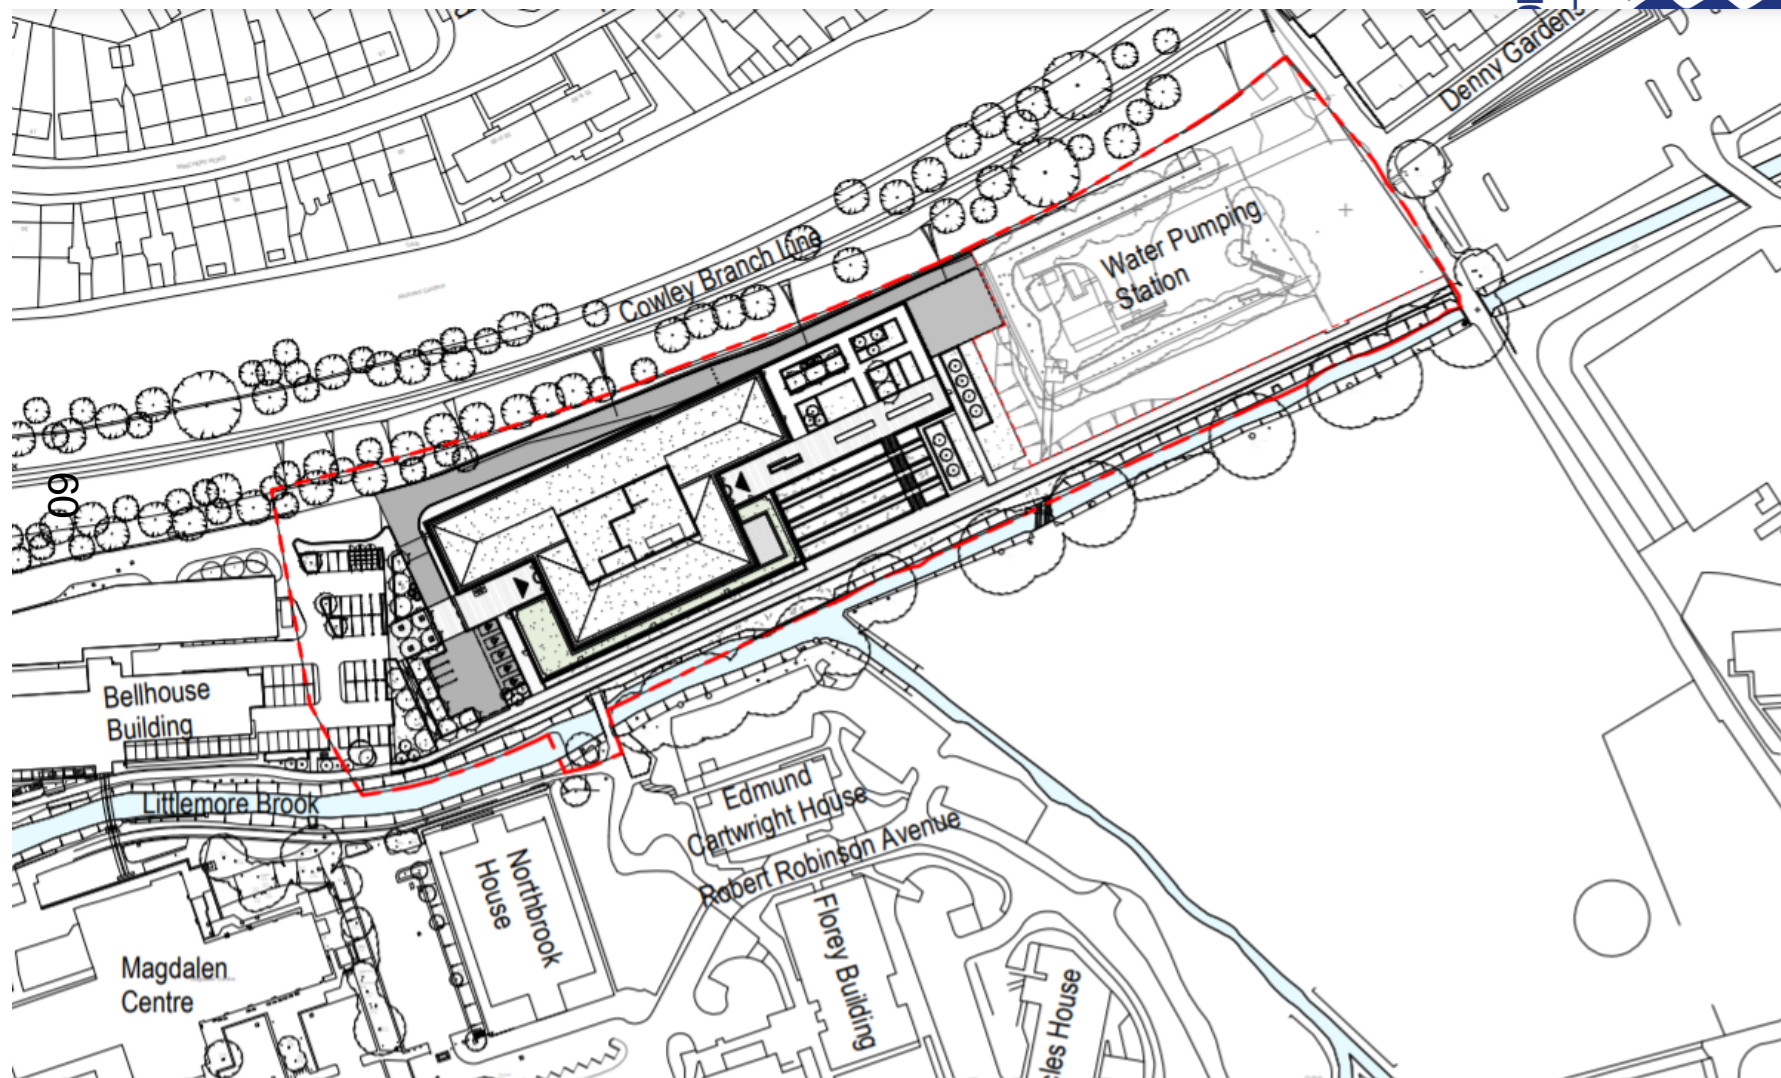 Denny Gardens
Water Pumping
Station
Cowley Branch Line
60
Bellhouse
Building
Littlemore Brook
Edmund
Cartwright House
Robert Robinson Avenue
Northbrook
House
Florey Building
Magdalen
Centre
sles House